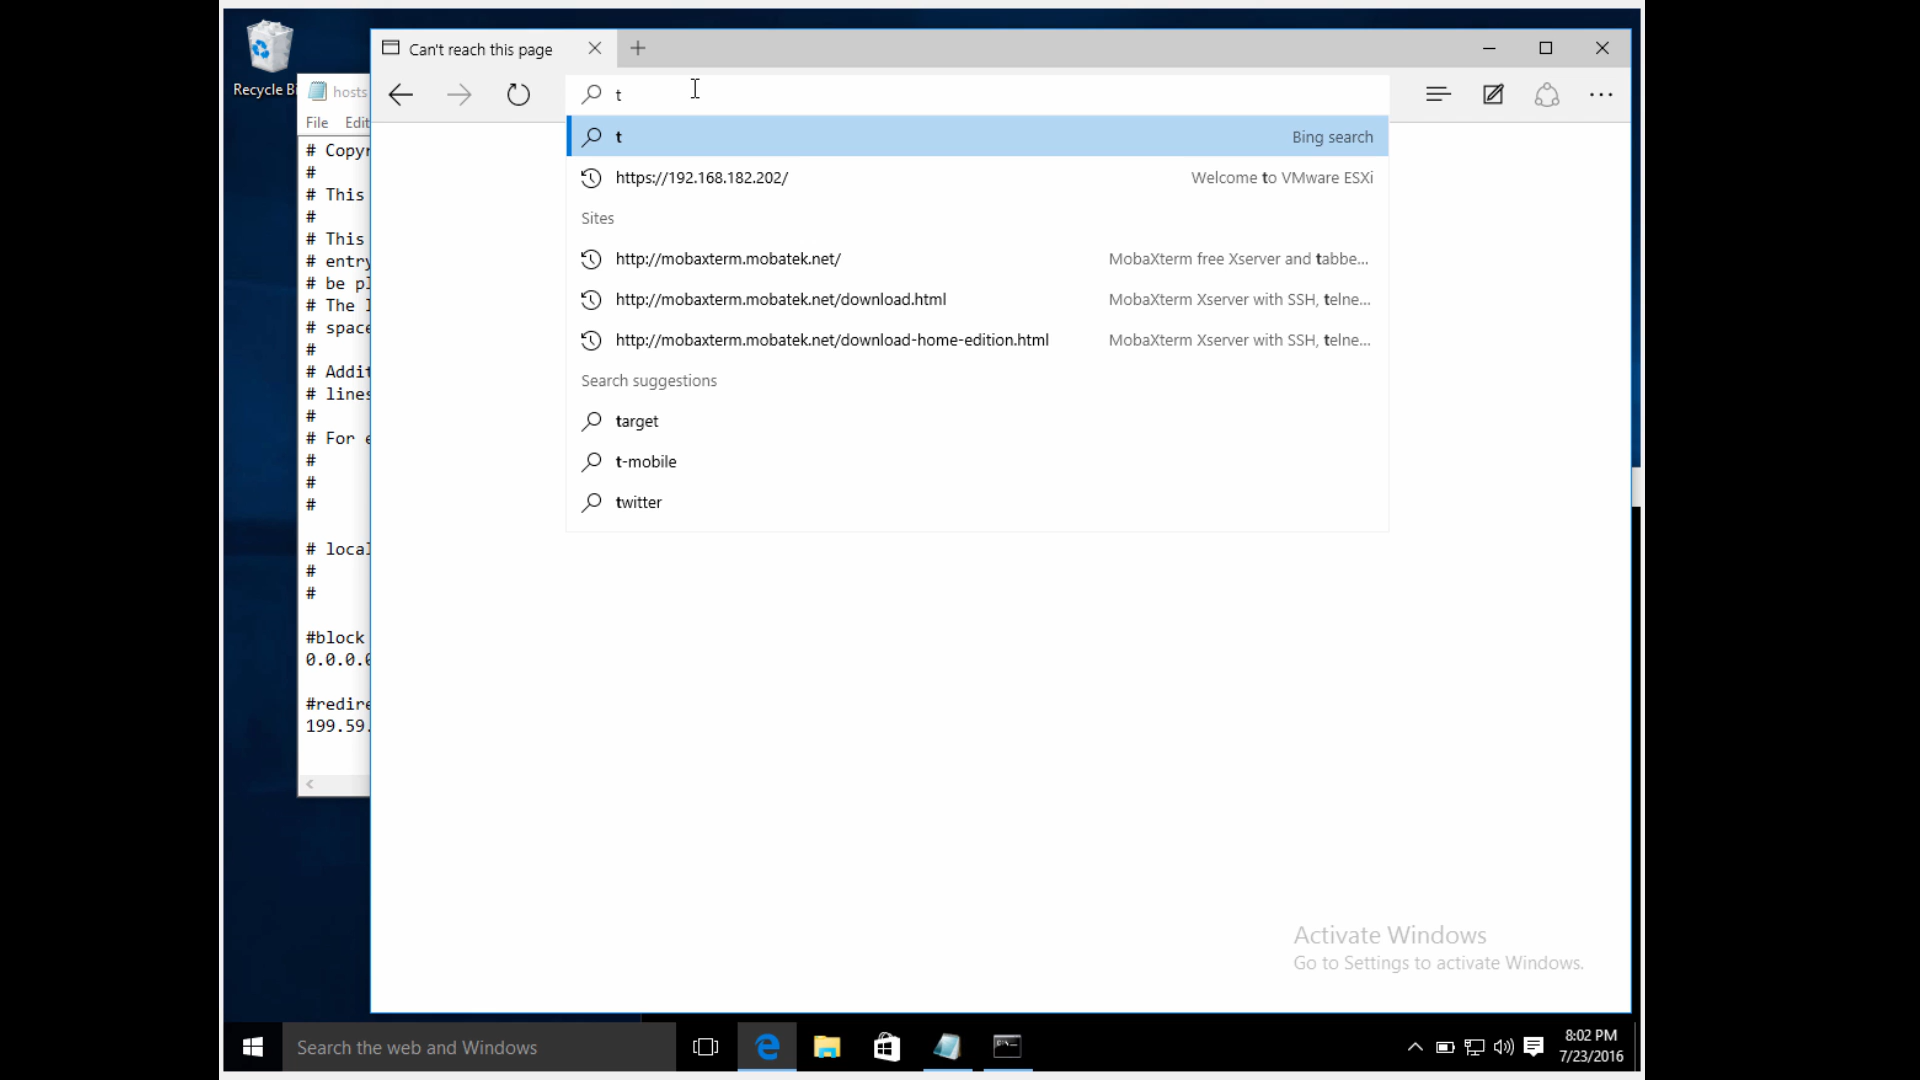 Recycle Bi
hosts
File Edit
# Copyr
#
# This
#
# This
# entry
# be pl
# The I
# space
#
# Addit
# lines
#
# For e
#
#
#
# local
#
#
#block
0.0.0.0
#redire
199.59.
Can't reach this page
t
t Bing search
https://192.168.182.202/ Welcome to VMware ESXi
Sites
http://mobaxterm.mobatek.net/ MobaXterm free Xserver and tabbe...
http://mobaxterm.mobatek.net/download.html MobaXterm Xserver with SSH, telne...
http://mobaxterm.mobatek.net/download-home-edition.html MobaXterm Xserver with SSH, telne...
Search suggestions
target
t-mobile
twitter
Activate Windows
Go to Settings to activate Windows.
Search the web and Windows
8:02 PM
7/23/2016